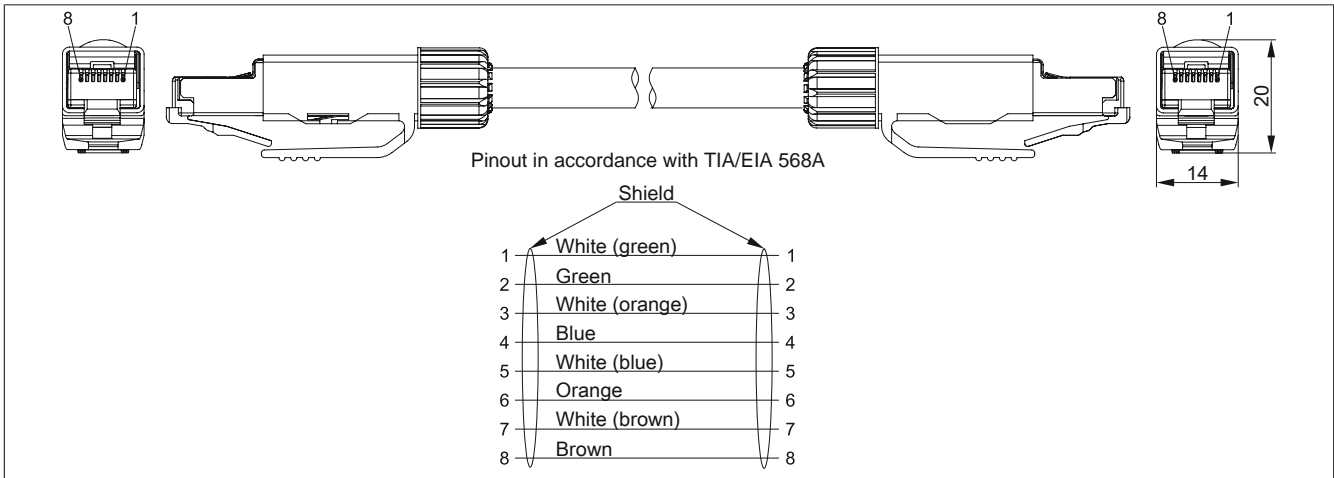 8 1
8 1
20
14
Pinout in accordance with TIA/EIA 568A
Shield
1 White (green) 1
2 Green 2
3 White (orange) 3
4 Blue 4
5 White (blue) 5
6 Orange 6
7 White (brown) 7
8 Brown 8